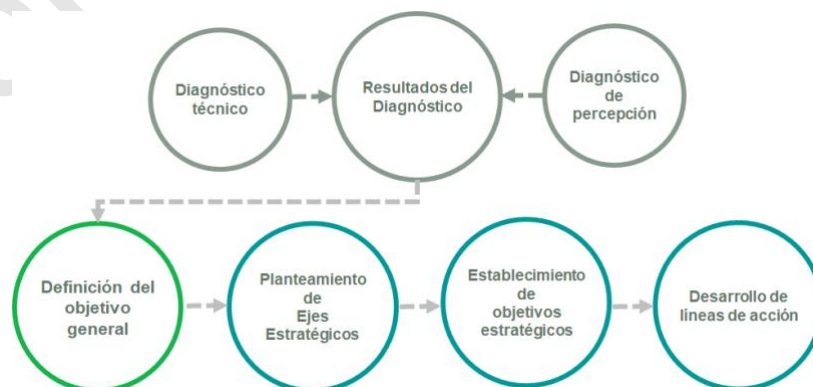 Diagnóstico
técnico
Resultados del
Diagnóstico
Diagnóstico
de
percepción
Definición del
objetivo
general
Planteamiento
de
Ejes
Estratégicos
Establecimiento
de
objetivos
estratégicos
Desarrollo de
líneas de acción